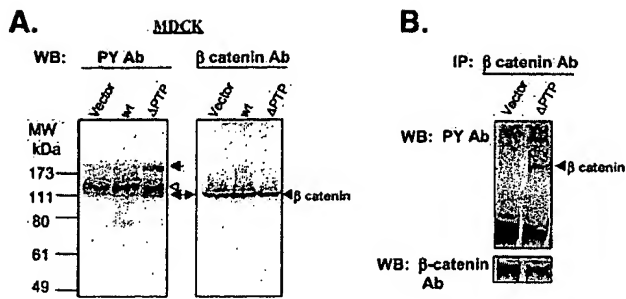 A.
MDCK
WB: PY Ab β catenin Ab
Vector wt ΔPTP Vector wt ΔPTP
MW
kDa
173
111
80
61
49
β catenin
B.
IP: β catenin Ab
Vector ΔPTP
WB: PY Ab
β catenin
WB: β-catenin
Ab